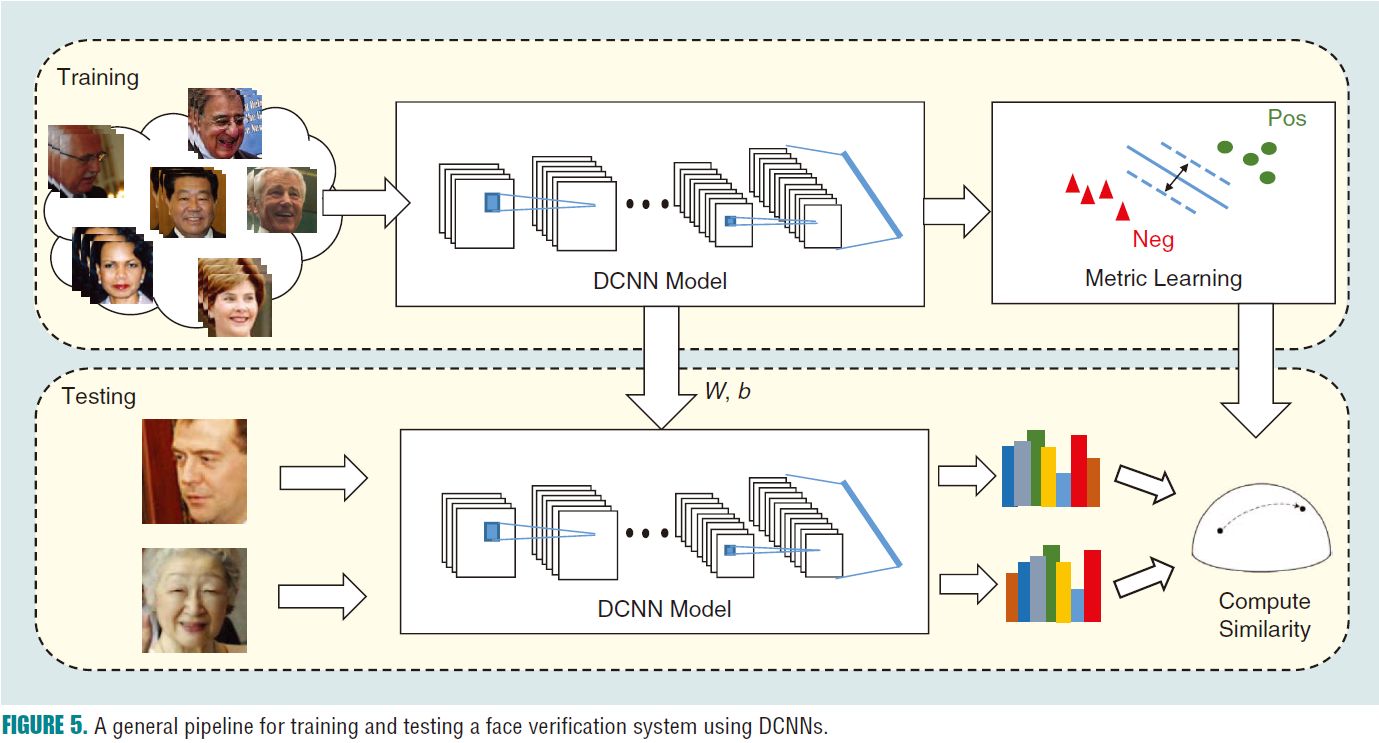 Training
Pos
Neg
DCNN Model
Metric Learning
W, b
Testing
DCNN Model
Compute
Similarity
FIGURE 5. A general pipeline for training and testing a face verification system using DCNNs.